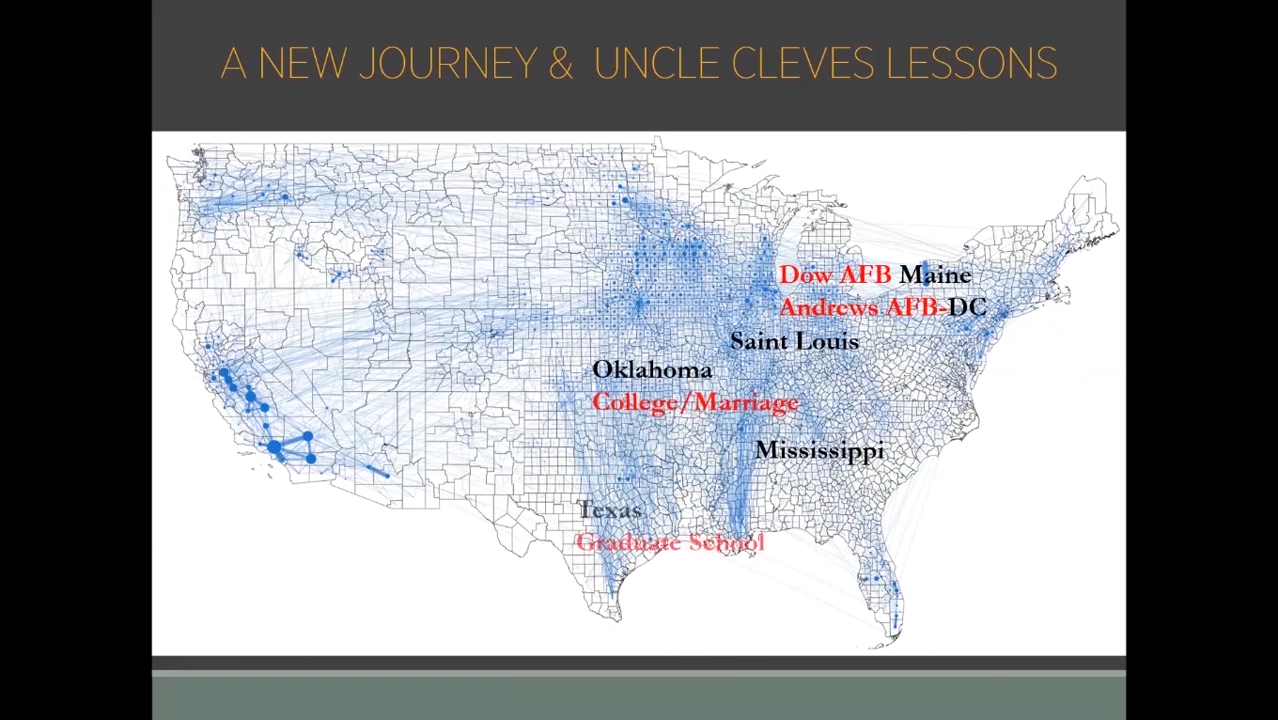 A NEW JOURNEY & UNCLE CLEVES LESSONS
Dow AFB Maine
Andrews AFB-DC
Saint Louis
Oklahoma
College/Marriage
Mississippi
Texas
Graduate School